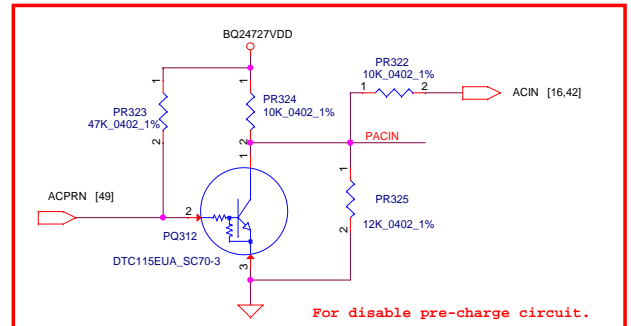 BQ24727VDD
PR322
10K_0402_1%
1
2
ACIN [16,42]
1
PR323
47K_0402_1%
2
1
PR324
10K_0402_1%
2
PACIN
1
1
PR325
12K_0402_1%
2
ACPRN [49]
2
PQ312
DTC115EUA_SC70-3
3
For disable pre-charge circuit.